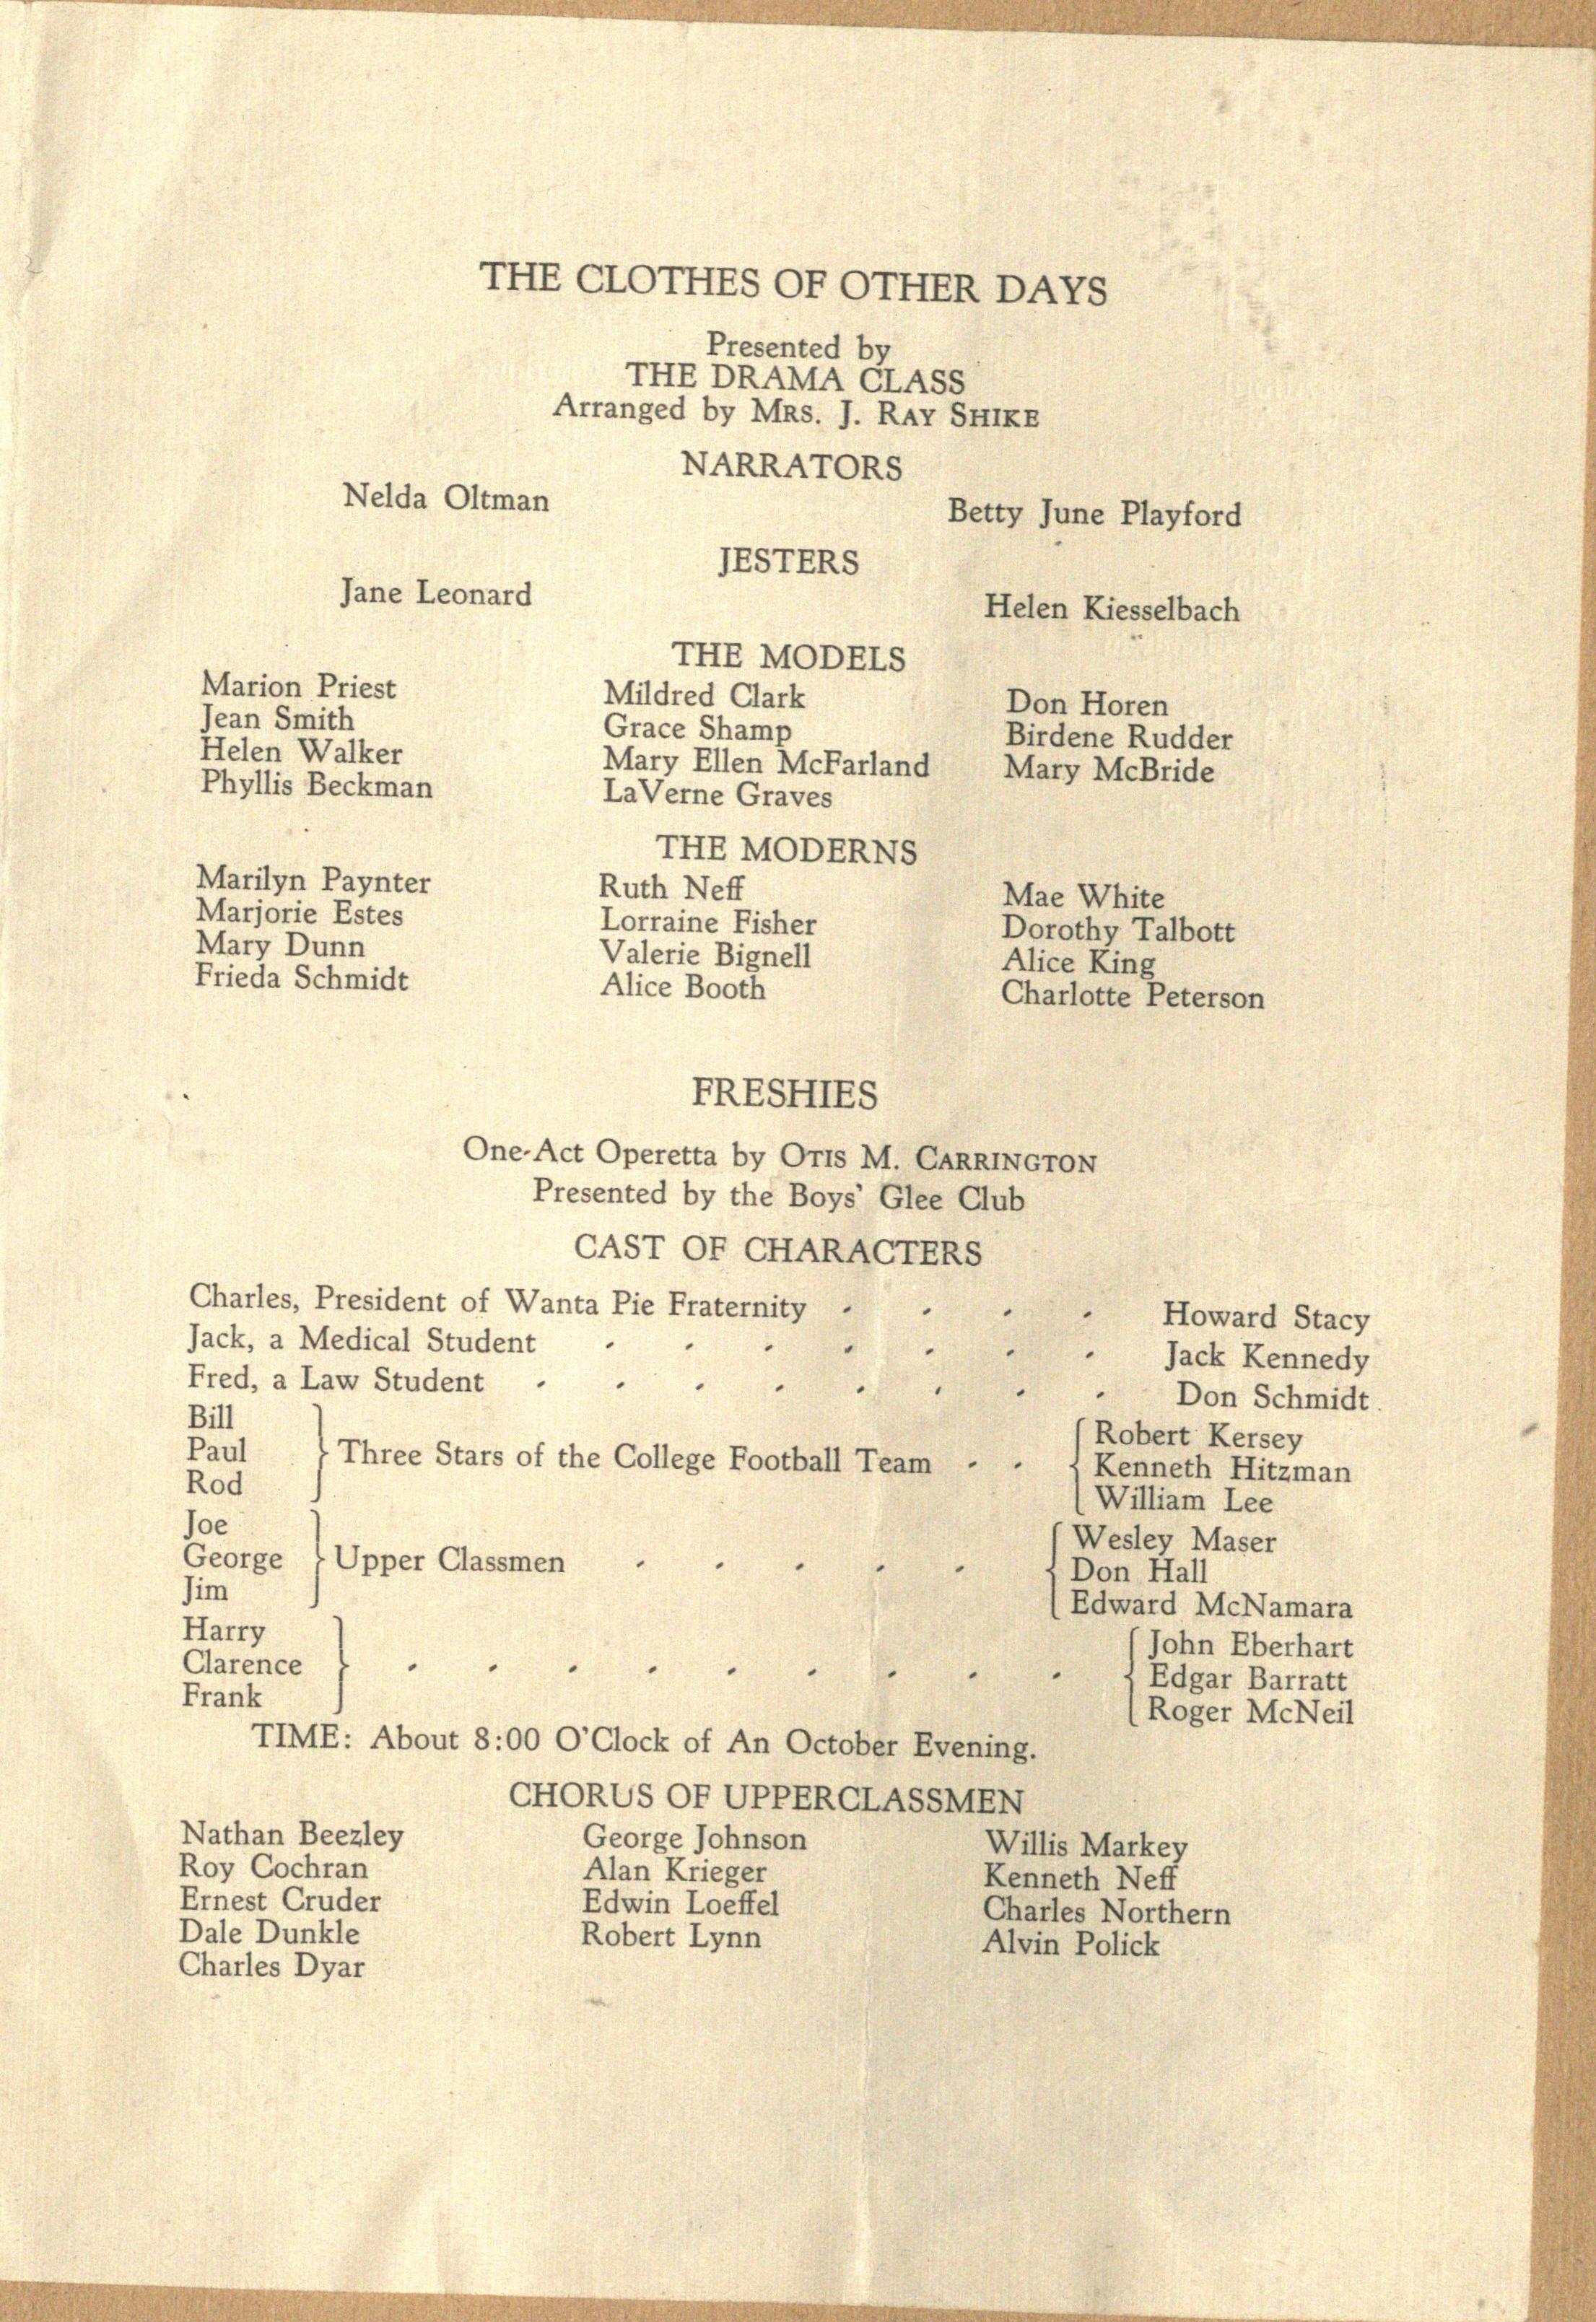 THE CLOTHES OF OTHER DAYS
Presented by
THE DRAMA CLASS
Arranged by MRS. J. RAY SHIKE
NARRATORS
Nelda Oltman Betty June Playford
JESTERS
Jane Leonard Helen Kiesselbach
THE MODELS
Marion Priest Mildred Clark Don Horen
Jean Smith Grace Shamp Birdene Rudder
Helen Walker Mary Ellen McFarland Mary McBride
Phyllis Beckman LaVerne Graves
THE MODERNS
Marilyn Paynter Ruth Neff Mae White
Marjorie Estes Lorraine Fisher Dorothy Talbott
Mary Dunn Valerie Bignell Alice King
Frieda Schmidt Alice Booth Charlotte Peterson
FRESHIES
One-Act Operetta by OTIS M. CARRINGTON
Presented by the Boys' Glee Club
CAST OF CHARACTERS
Charles, President of Wanta Pie Fraternity . . . . Howard Stacy
Jack, a Medical Student . . . . . . . Jack Kennedy
Fred, a Law Student . . . . . . . . Don Schmidt
Bill Robert Kersey
Paul } Three Stars of the College Football Team . . { Kenneth Hitzman
Rod William Lee
Joe Wesley Maser
George } Upper Classmen . . . . . { Don Hall
Jim Edward McNamara
Harry John Eberhart
Clarence } . . . . . . . . . { Edgar Barratt
Frank Roger McNeil
TIME: About 8:00 O'Clock of An October Evening.
CHORUS OF UPPERCLASSMEN
Nathan Beezley George Johnson Willis Markey
Roy Cochran Alan Krieger Kenneth Neff
Ernest Cruder Edwin Loeffel Charles Northern
Dale Dunkle Robert Lynn Alvin Polick
Charles Dyar